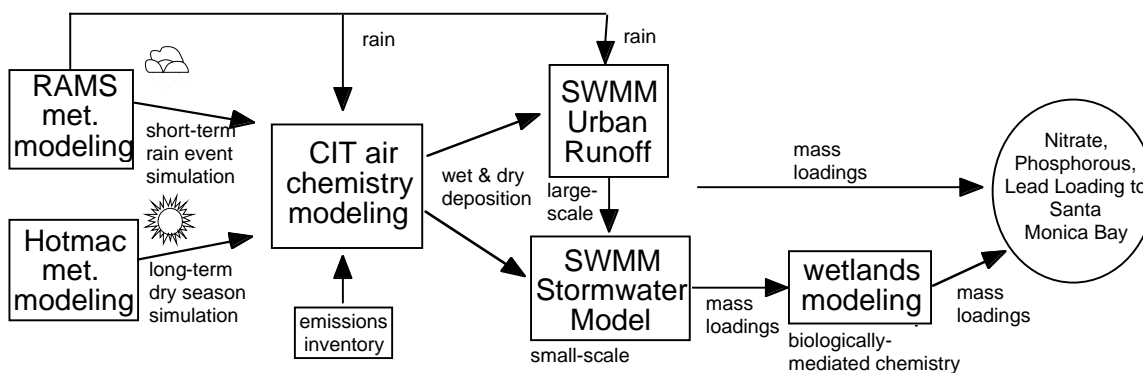 rain
rain
RAMS
met.
modeling
short-term
rain event
simulation
Hotmac
met.
modeling
long-term
dry season
simulation
CIT air
chemistry
modeling
emissions
inventory
wet & dry
deposition
SWMM
Urban
Runoff
large-
scale
SWMM
Stormwater
Model
small-scale
mass
loadings
mass
loadings
wetlands
modeling
biologically-
mediated chemistry
mass
loadings
Nitrate,
Phosphorous,
Lead Loading to
Santa
Monica Bay